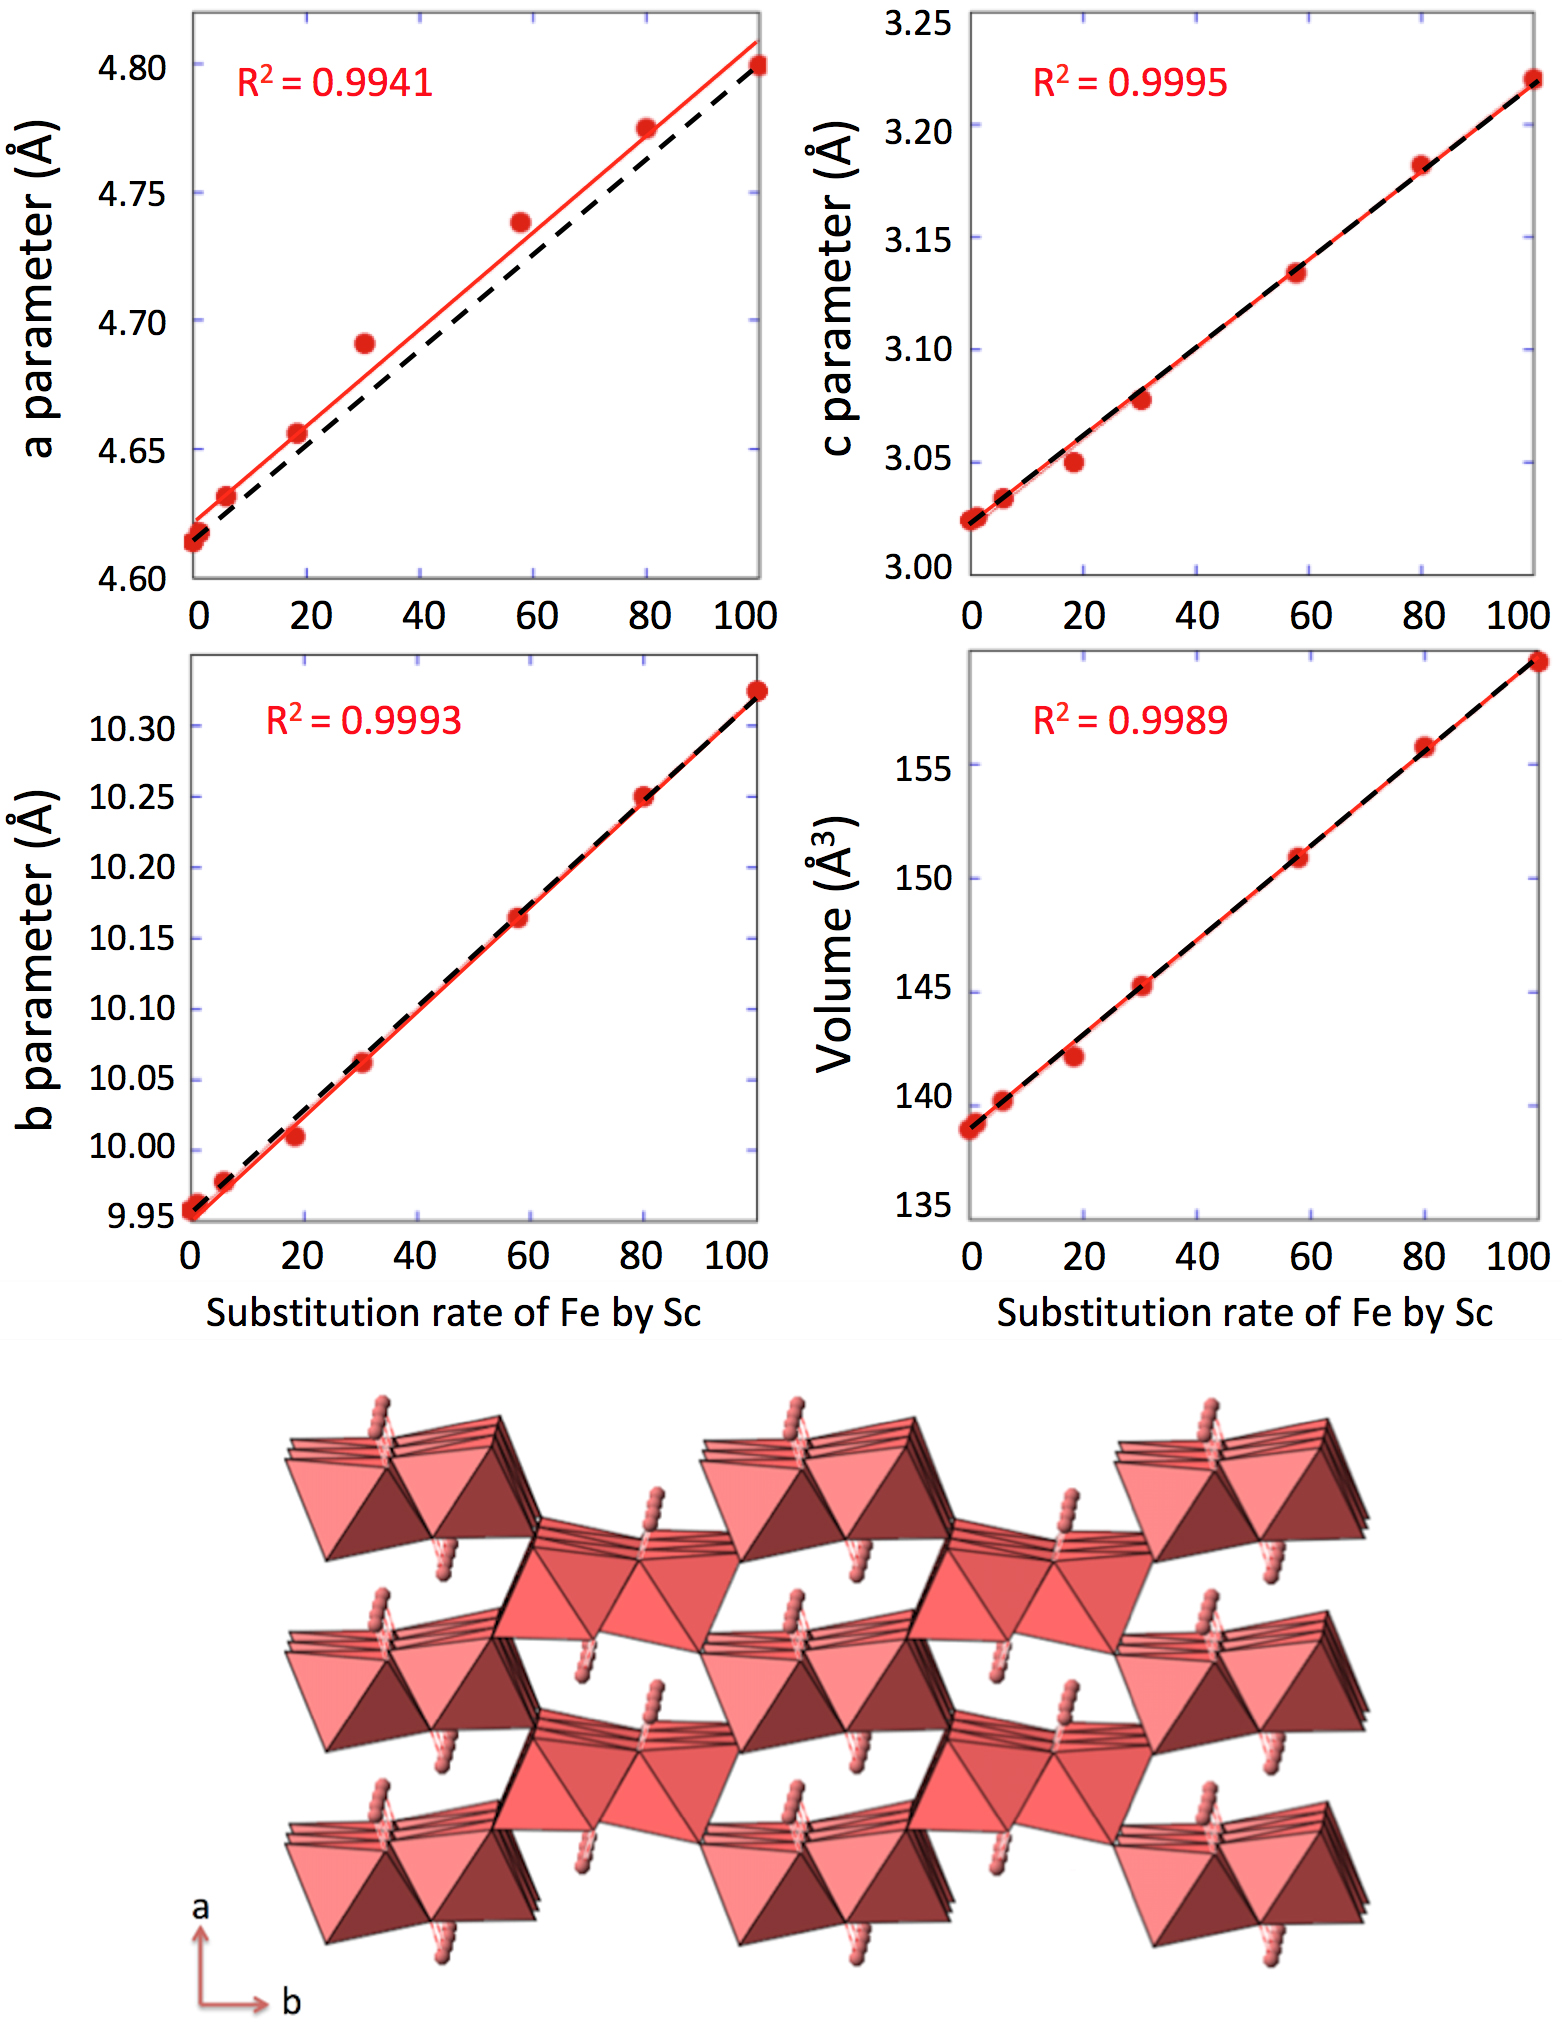 a parameter (Å)
4.80
4.75
4.70
4.65
4.60
R² = 0.9941
0 20 40 60 80 100
c parameter (Å)
3.25
3.20
3.15
3.10
3.05
3.00
R² = 0.9995
0 20 40 60 80 100
b parameter (Å)
10.30
10.25
10.20
10.15
10.10
10.05
10.00
9.95
R² = 0.9993
0 20 40 60 80 100
Substitution rate of Fe by Sc
Volume (Å³)
155
150
145
140
135
R² = 0.9989
0 20 40 60 80 100
Substitution rate of Fe by Sc
a
b